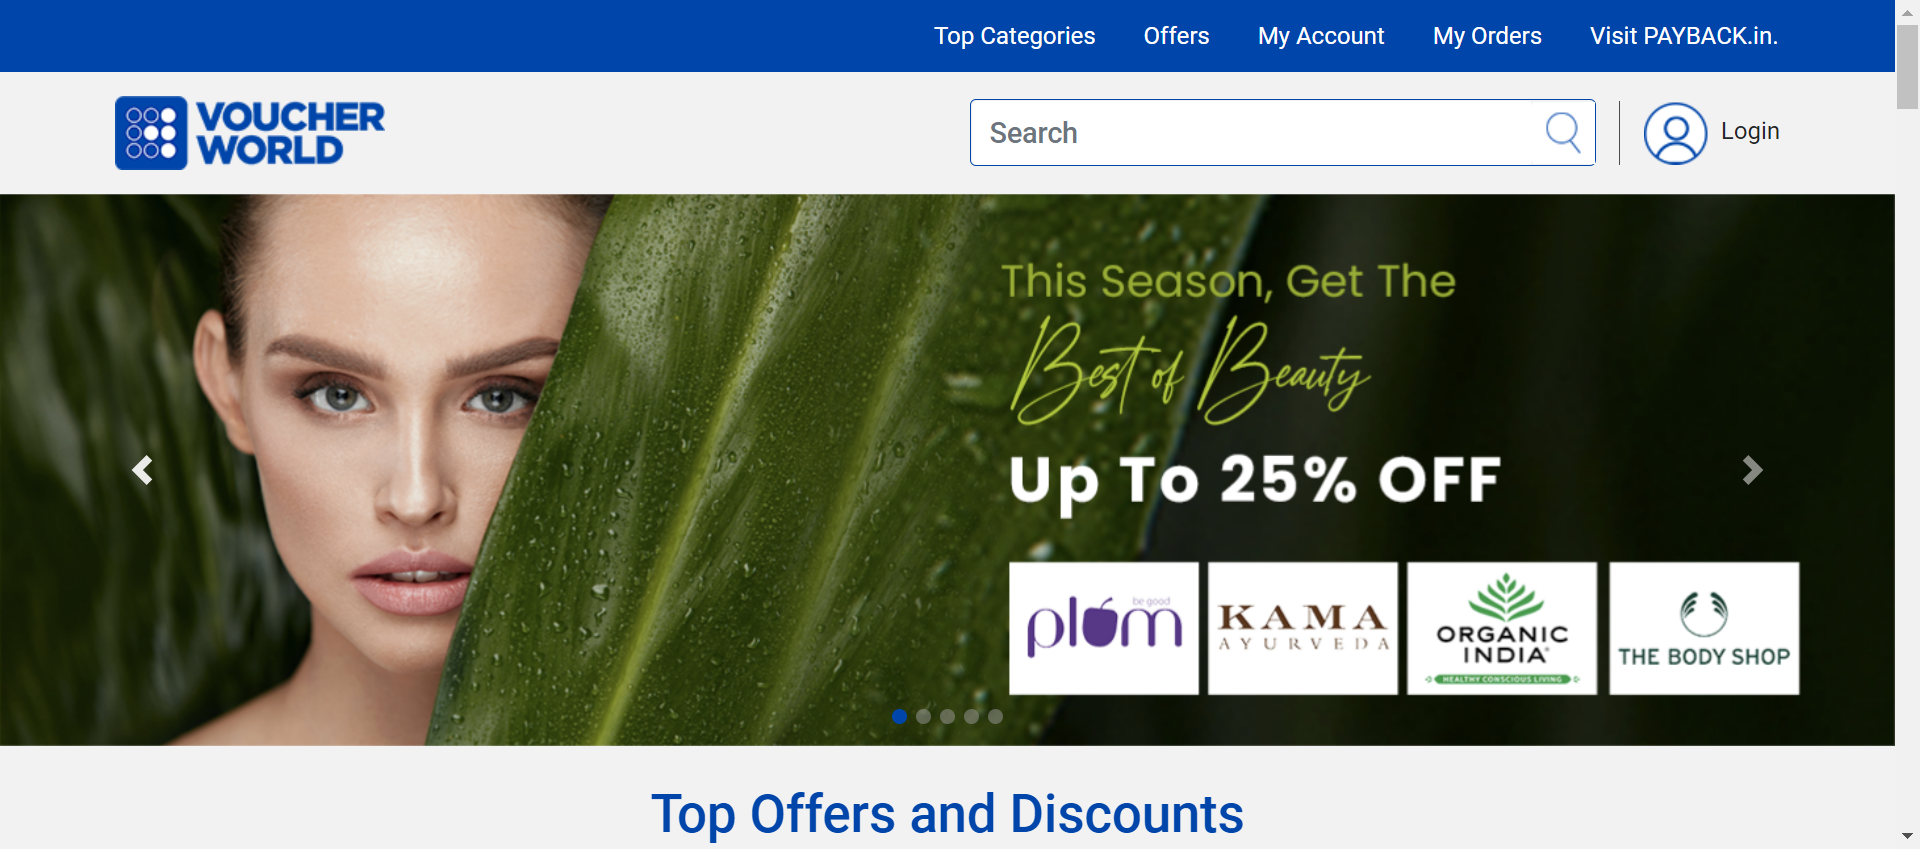 Top Categories Offers My Account My Orders Visit PAYBACK.in.
VOUCHER
WORLD
Search
Login
This Season, Get The
Best of Beauty
Up To 25% OFF
be good
plum
KAMA
AYURVEDA
ORGANIC
INDIA
HEALTHY CONSCIOUS LIVING
THE BODY SHOP
Top Offers and Discounts